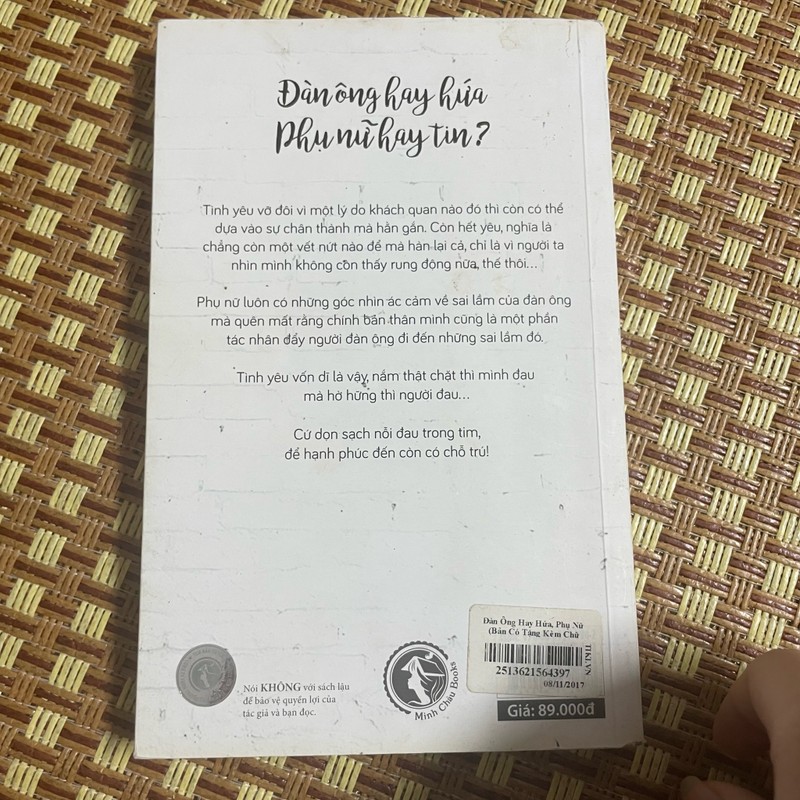 Đàn ông hay hứa
Phụ nữ hay tin?
Tình yêu vỡ đôi vì một lý do khách quan nào đó thì còn có thể
dựa vào sự chân thành mà hàn gắn. Còn hết yêu, nghĩa là
chẳng còn một vết nứt nào để mà hàn lại cả, chỉ là vì người ta
nhìn mình không còn thấy rung động nữa, thế thôi...
Phụ nữ luôn có những góc nhìn ác cảm về sai lầm của đàn ông
mà quên mất rằng chính bản thân mình cũng là một phần
tác nhân đẩy người đàn ông đi đến những sai lầm đó.
Tình yêu vốn dĩ là vậy, nắm thật chặt thì mình đau
mà hờ hững thì người đau...
Cứ dọn sạch nỗi đau trong tim,
để hạnh phúc đến còn có chỗ trú!
Nói KHÔNG với sách lậu
để bảo vệ quyền lợi của
tác giả và bạn đọc.
Minh Châu Books
Đàn Ông Hay Hứa, Phụ Nữ
(Bản Có Tặng Kèm Chữ
TIKI.VN
2513621564397
08/11/2017
Giá: 89.000đ